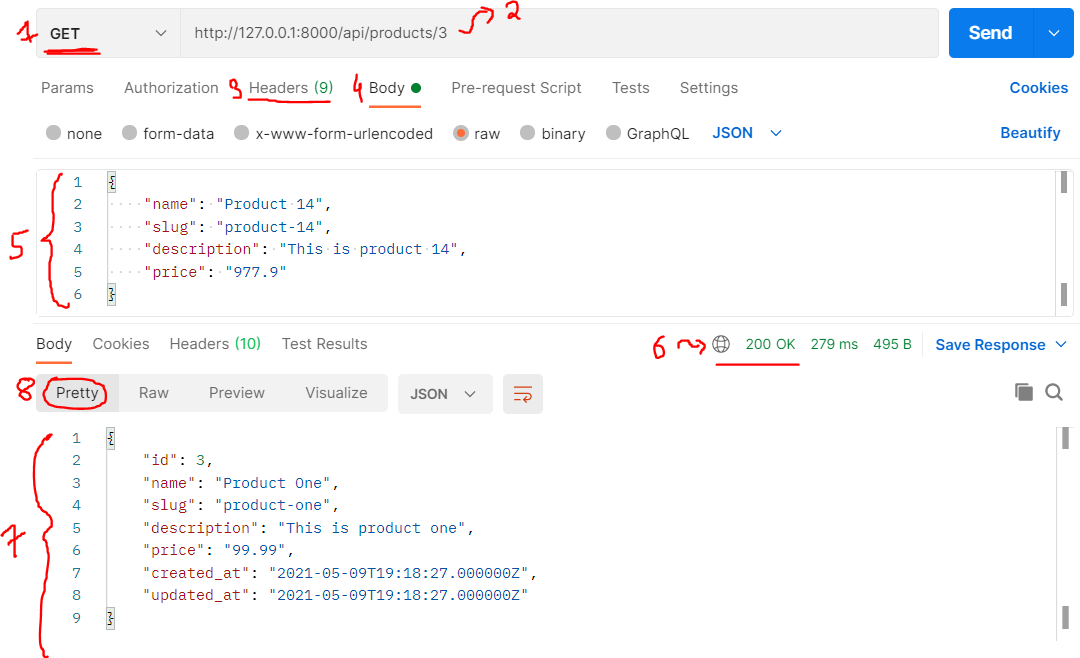 1 GET http://127.0.0.1:8000/api/products/3 2 Send
Params Authorization 3 Headers (9) 4 Body Pre-request Script Tests Settings Cookies
none form-data x-www-form-urlencoded raw binary GraphQL JSON Beautify
1 {
2 "name": "Product 14",
3 "slug": "product-14",
5 4 "description": "This is product 14",
5 "price": "977.9"
6 }
Body Cookies Headers (10) Test Results 6 200 OK 279 ms 495 B Save Response
8 Pretty Raw Preview Visualize JSON
1 {
2 "id": 3,
3 "name": "Product One",
4 "slug": "product-one",
7 5 "description": "This is product one",
6 "price": "99.99",
7 "created_at": "2021-05-09T19:18:27.000000Z",
8 "updated_at": "2021-05-09T19:18:27.000000Z"
9 }